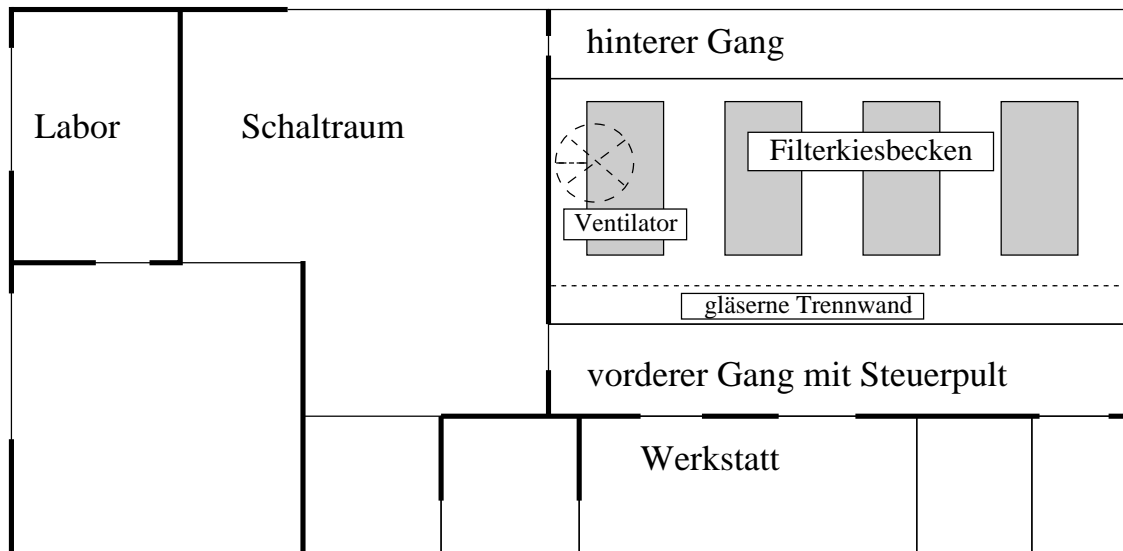 hinterer Gang
Labor
Schaltraum
Filterkiesbecken
Ventilator
gläserne Trennwand
vorderer Gang mit Steuerpult
Werkstatt